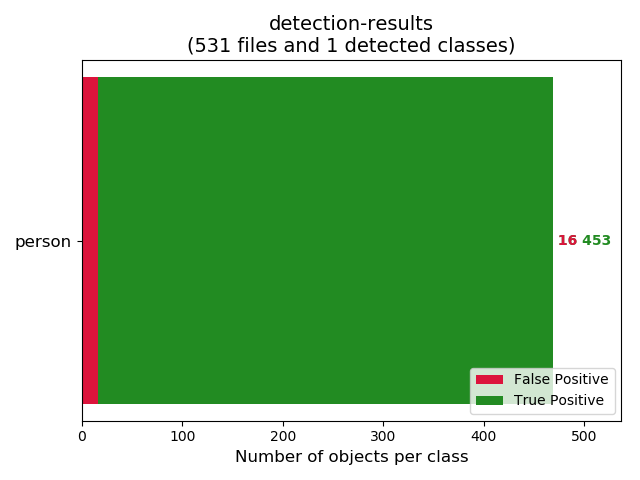 detection-results
(531 files and 1 detected classes)
person
16 453
False Positive
True Positive
0 100 200 300 400 500
Number of objects per class